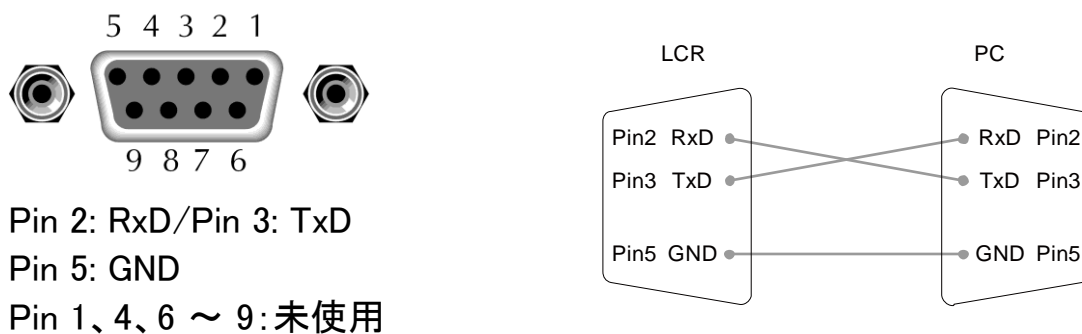 5 4 3 2 1
9 8 7 6
Pin 2: RxD/Pin 3: TxD
Pin 5: GND
Pin 1、4、6 ～ 9：未使用
LCR PC
Pin2 RxD RxD Pin2
Pin3 TxD TxD Pin3
Pin5 GND GND Pin5